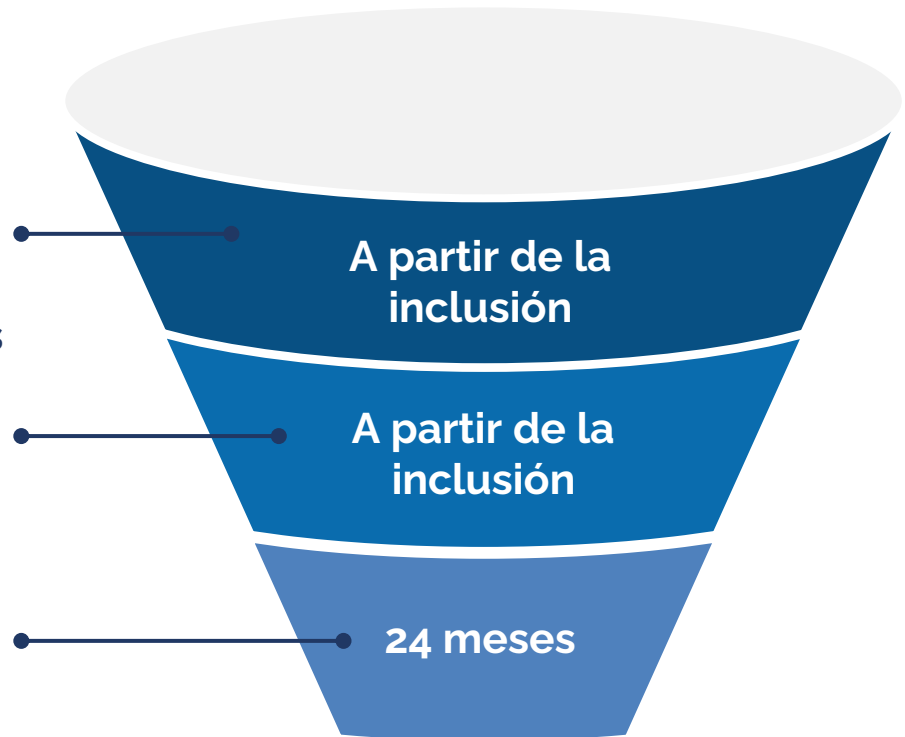 A partir de la
inclusión
s
A partir de la
inclusión
24 meses